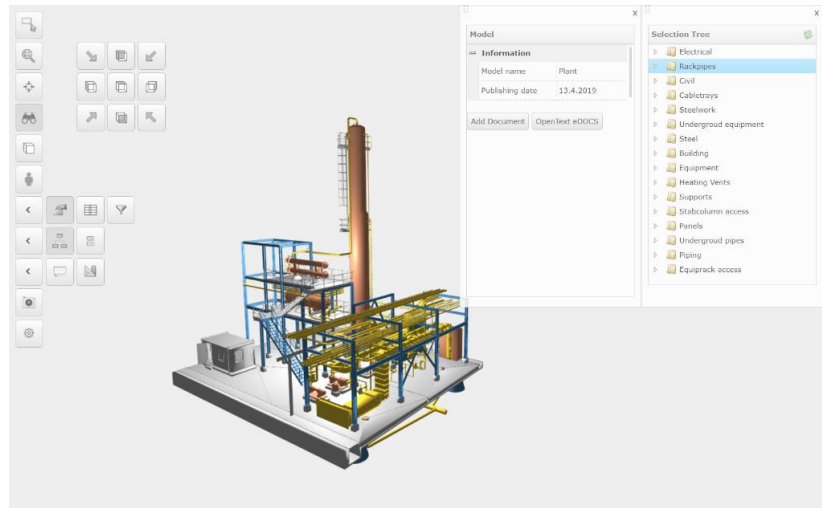 Model
Information
Model name Plant
Publishing date 13.4.2019
Add Document OpenText eDOCS
Selection Tree
Electrical
Rackpipes
Civil
Cabletrays
Steelwork
Undergroud equipment
Steel
Building
Equipment
Heating Vents
Supports
Stabcolumn access
Panels
Undergroud pipes
Piping
Equiprack access